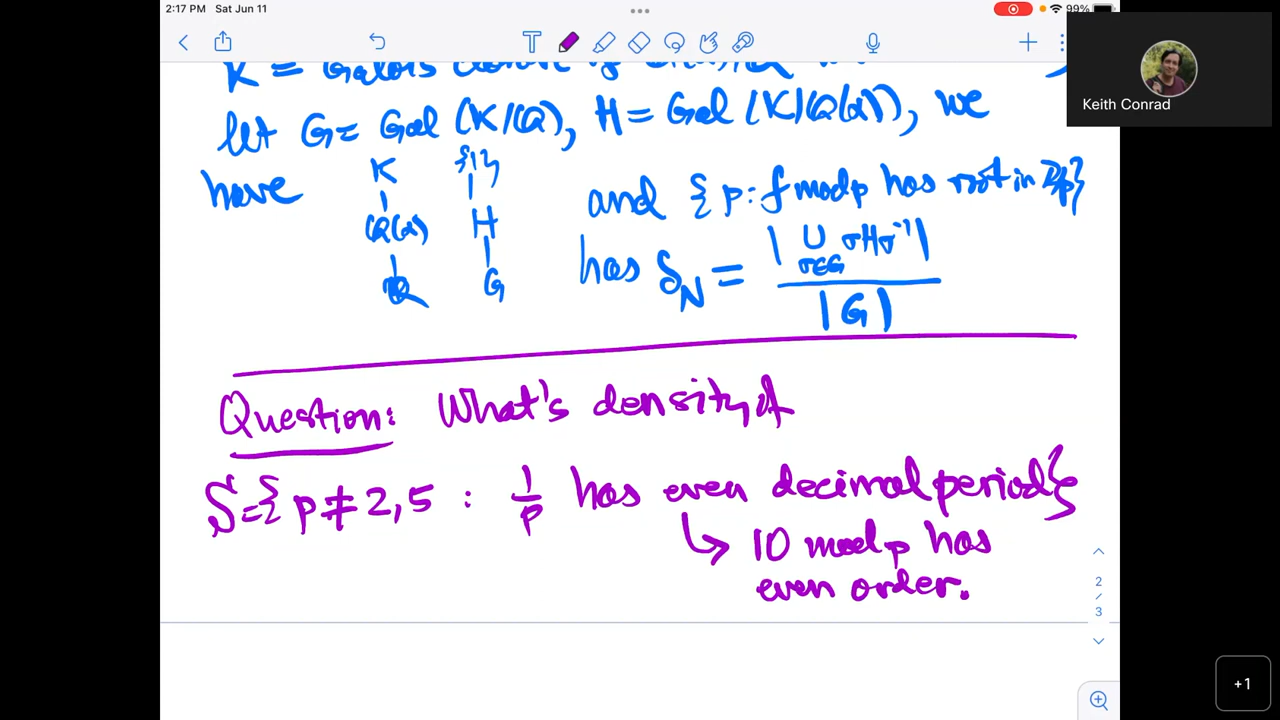 2:17 PM Sat Jun 11
99%
Keith Conrad
K = Galois
let G = Gal (K/Q), H = Gal (K/Q(α)), we
have
K {1}
Q(α) H
Q G
and { p : f mod p has root in Z/p}
has δ_N = |∪ σHσ⁻¹|
σ∈G
|G|
Question: What's density of
S = { p ≠ 2,5 : 1/p has even decimal period}
↳ 10 mod p has
even order.
2
/
3
+1